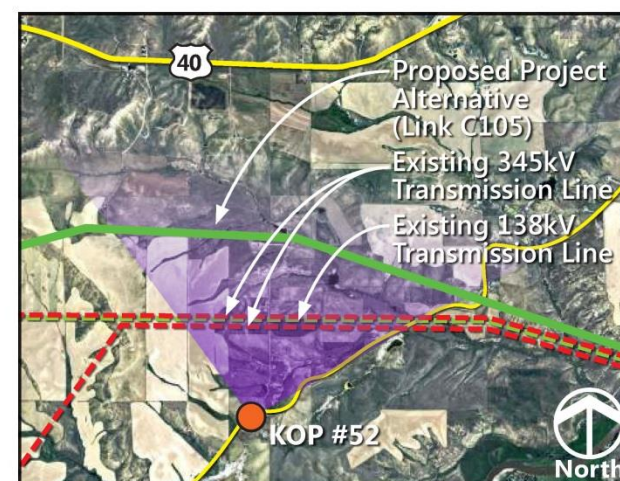 40
Proposed Project
Alternative
(Link C105)
Existing 345kV
Transmission Line
Existing 138kV
Transmission Line
KOP #52
North